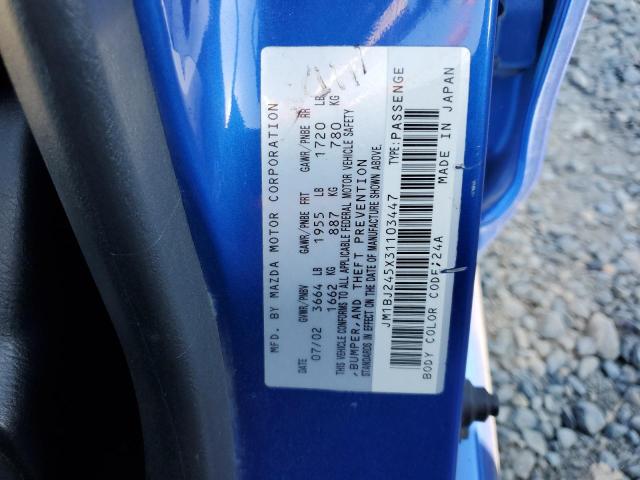 MFD. BY MAZDA MOTOR CORPORATION
DATE GVWR/PNBV GAWR/PNBE FRT GAWR/PNBE RR
07/02 3664 LB 1955 LB 1720 LB
1662 KG 887 KG 780 KG
THIS VEHICLE CONFORMS TO ALL APPLICABLE FEDERAL MOTOR VEHICLE SAFETY
, BUMPER, AND THEFT PREVENTION
STANDARDS IN EFFECT ON THE DATE OF MANUFACTURE SHOWN ABOVE.
JM1BJ245X31103447 TYPE:PASSENGE
BODY COLOR CODE:24A MADE IN JAPAN